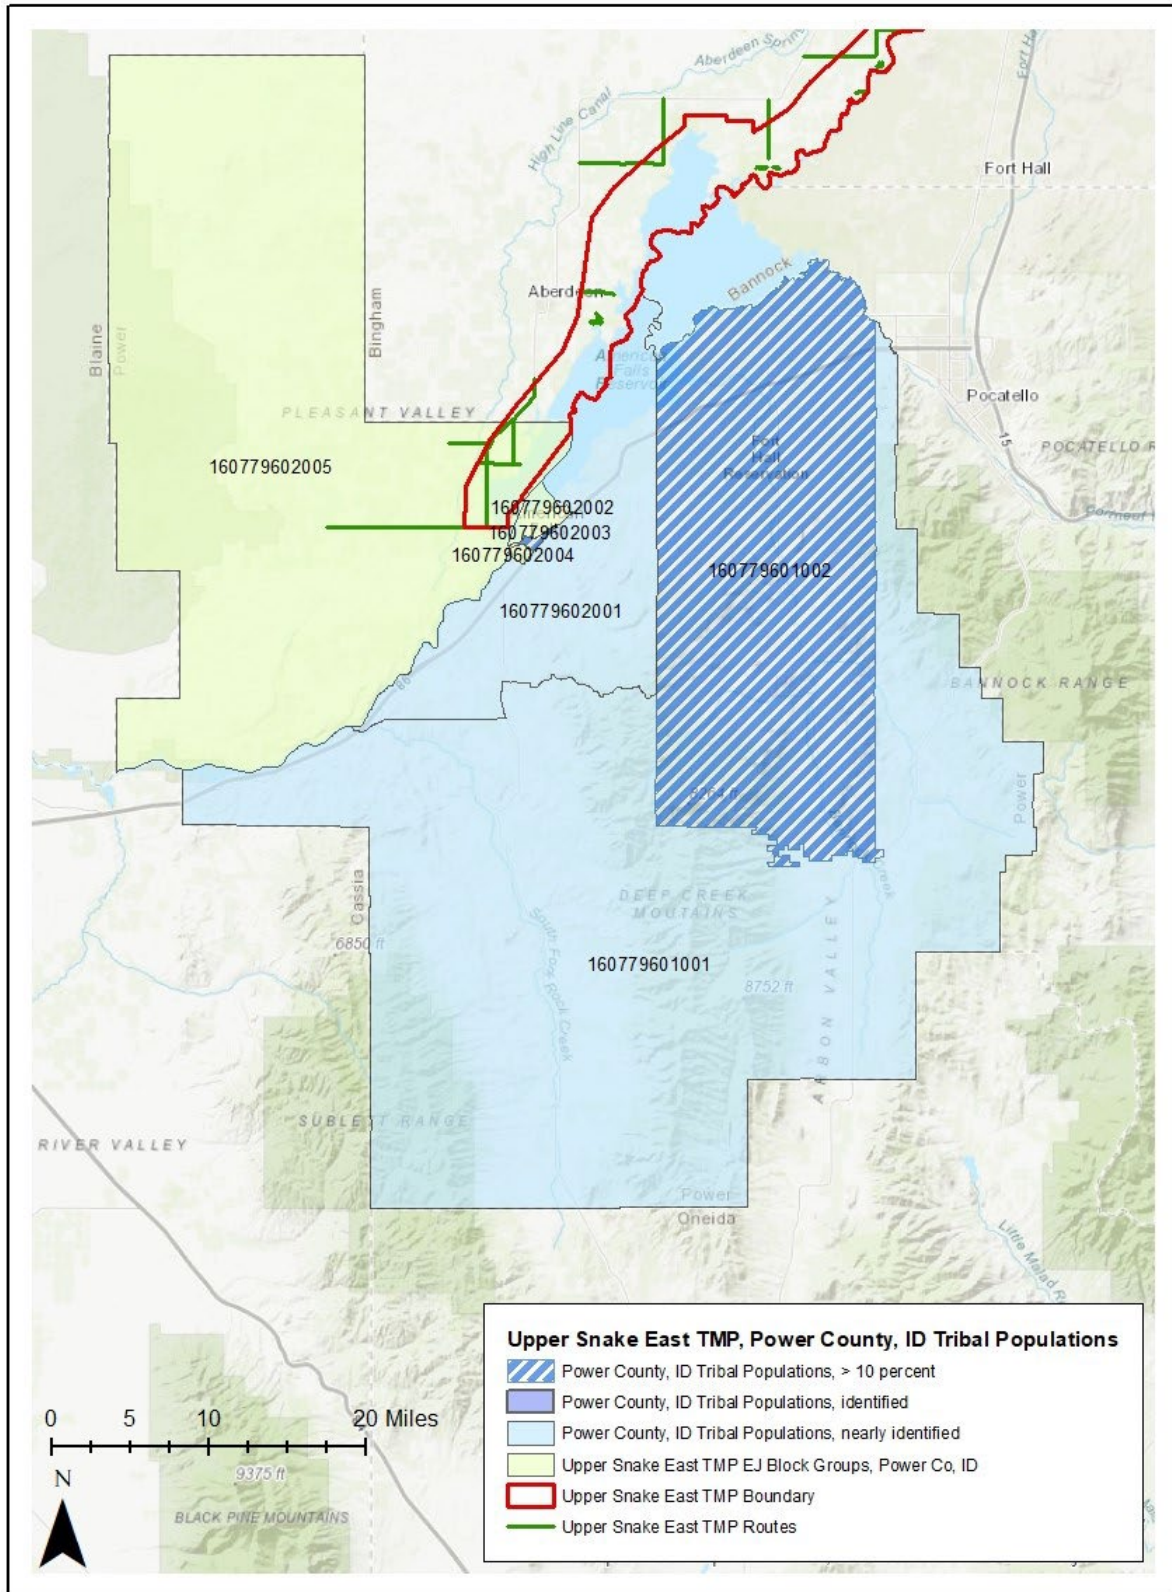 Aberdeen Sprin
Fort Ha
High Line Canal
Fort Hall
Bannock
Aberdeen
Blaine
Power
Bingham
American
Falls
Reservoir
Pocatello
PLEASANT VALLEY
15
POCATELLO R
Fort
Hall
Reservation
160779602005
160779602002
160779602003
160779602004
160779601002
160779602001
86
BANNOCK RANGE
8264 ft
Power
Creek
Cassia
DEEP CREEK
MOUTAINS
ARBON VALLEY
6850 ft
South Fork Rock Creek
160779601001
8752 ft
SUBLETT RANGE
RIVER VALLEY
Power
Oneida
Little Malad R
Upper Snake East TMP, Power County, ID Tribal Populations
Power County, ID Tribal Populations, > 10 percent
Power County, ID Tribal Populations, identified
Power County, ID Tribal Populations, nearly identified
Upper Snake East TMP EJ Block Groups, Power Co, ID
Upper Snake East TMP Boundary
Upper Snake East TMP Routes
0 5 10 20 Miles
N
9375 ft
BLACK PINE MOUNTAINS